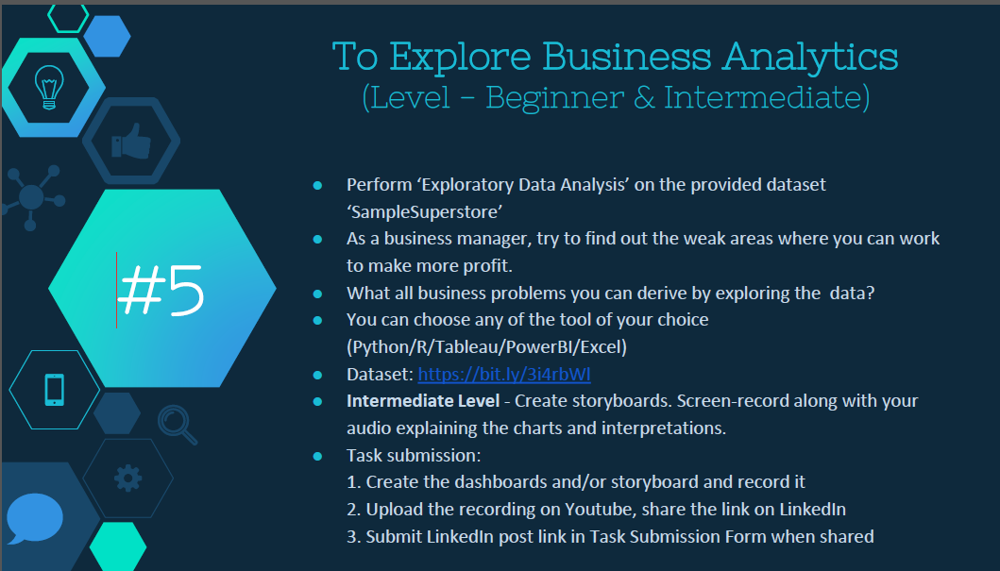 To Explore Business Analytics
(Level – Beginner & Intermediate)
#5
● Perform ‘Exploratory Data Analysis’ on the provided dataset
‘SampleSuperstore’
● As a business manager, try to find out the weak areas where you can work
to make more profit.
● What all business problems you can derive by exploring the  data?
● You can choose any of the tool of your choice
(Python/R/Tableau/PowerBI/Excel)
● Dataset: https://bit.ly/3i4rbWl
● Intermediate Level - Create storyboards. Screen-record along with your
audio explaining the charts and interpretations.
● Task submission:
1. Create the dashboards and/or storyboard and record it
2. Upload the recording on Youtube, share the link on LinkedIn
3. Submit LinkedIn post link in Task Submission Form when shared